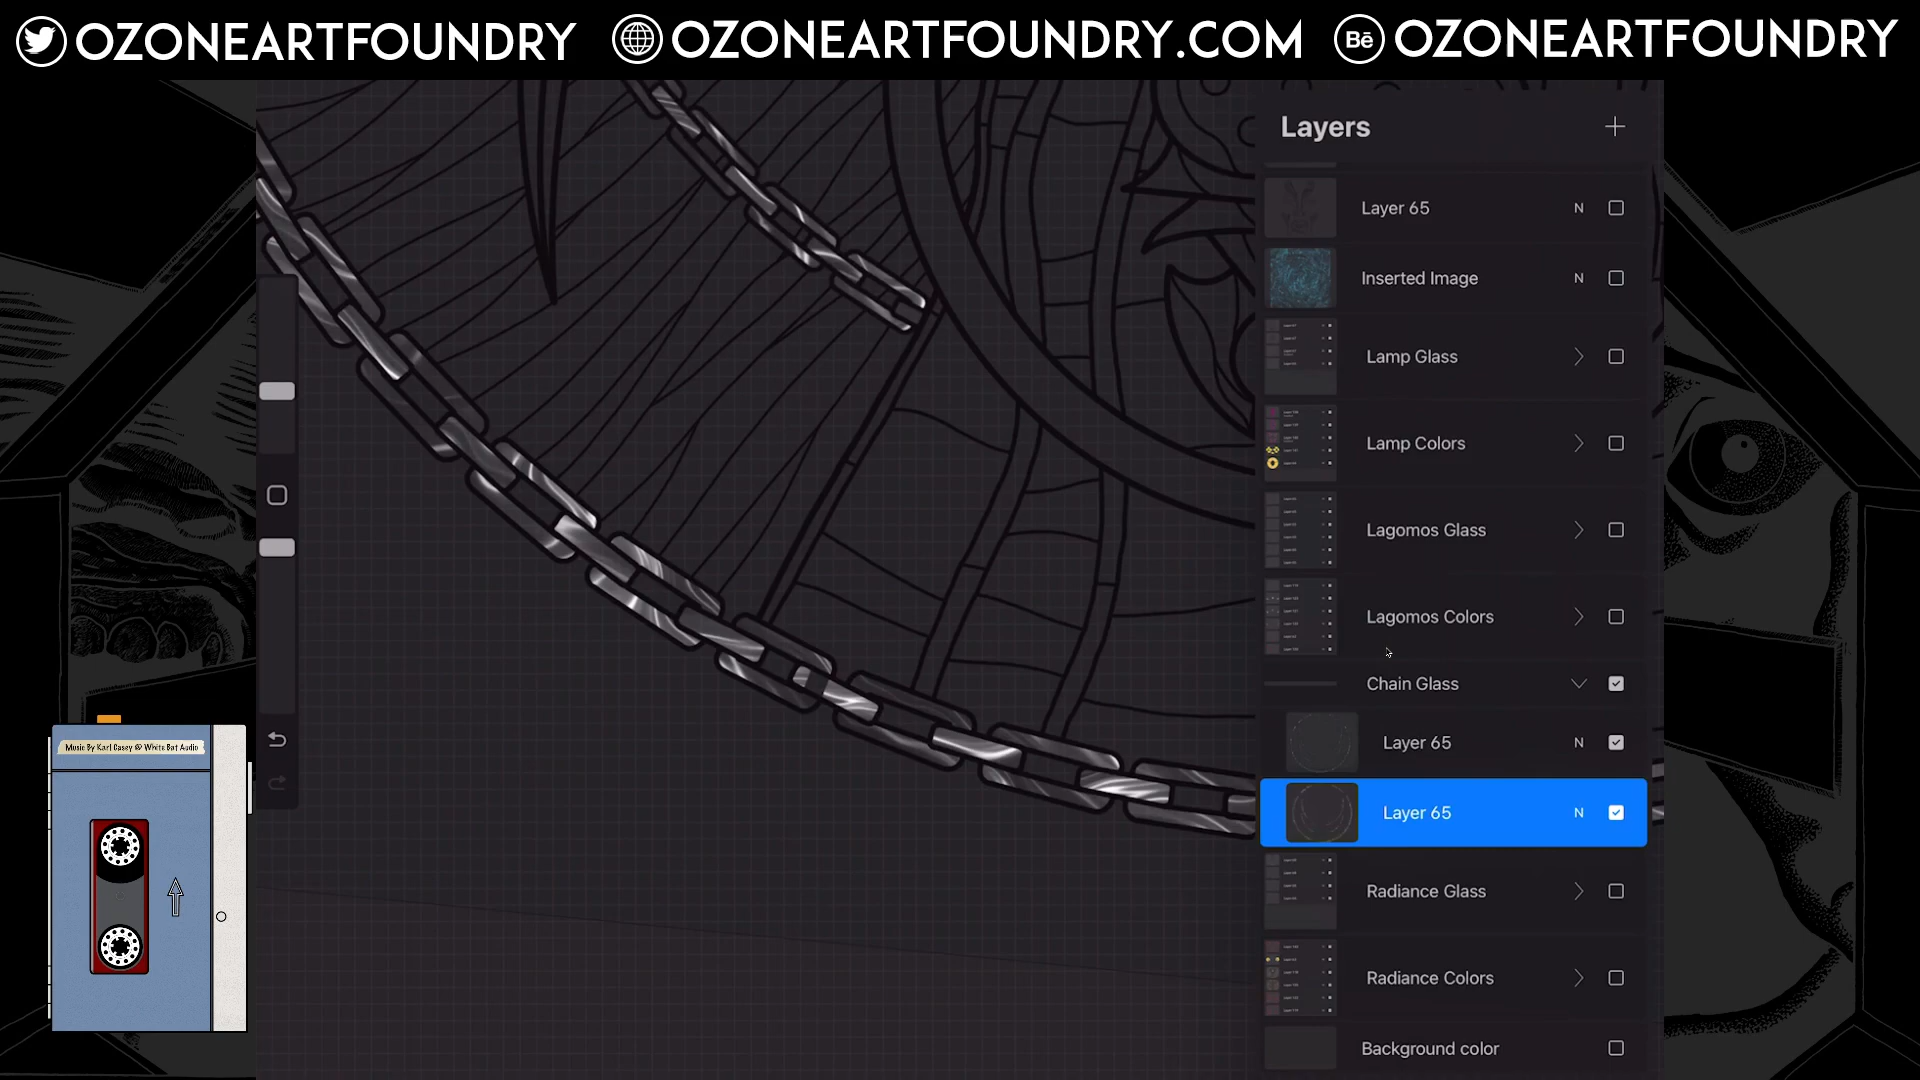 OZONEARTFOUNDRY
OZONEARTFOUNDRY.COM
Bē OZONEARTFOUNDRY
Layers
Layer 65 N
Inserted Image N
Lamp Glass
Lamp Colors
Lagomos Glass
Lagomos Colors
Chain Glass
Layer 65 N
Layer 65 N
Radiance Glass
Radiance Colors
Background color
Music By Karl Casey @ White Bat Audio